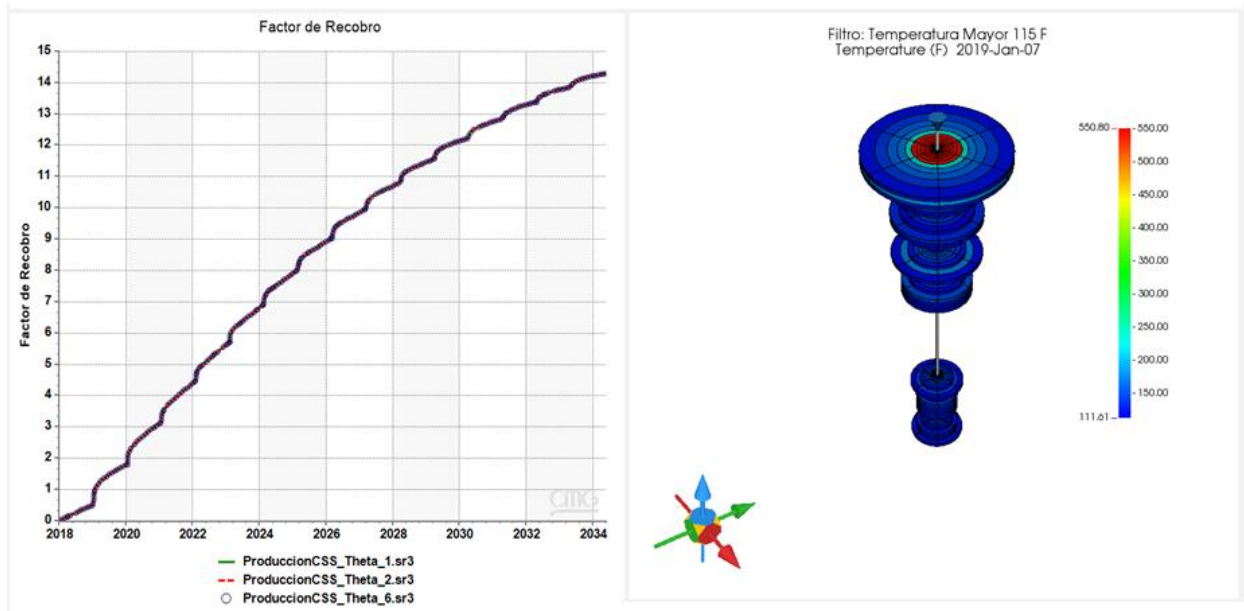 Factor de Recobro
15
14
13
12
11
10
9
8
7
6
5
4
3
2
1
0
Factor de Recobro
2018 2020 2022 2024 2026 2028 2030 2032 2034
CMG
ProduccionCSS_Theta_1.sr3
ProduccionCSS_Theta_2.sr3
ProduccionCSS_Theta_6.sr3
Filtro: Temperatura Mayor 115 F
Temperature (F) 2019-Jan-07
550.80 550.00
500.00
450.00
400.00
350.00
300.00
250.00
200.00
150.00
111.01